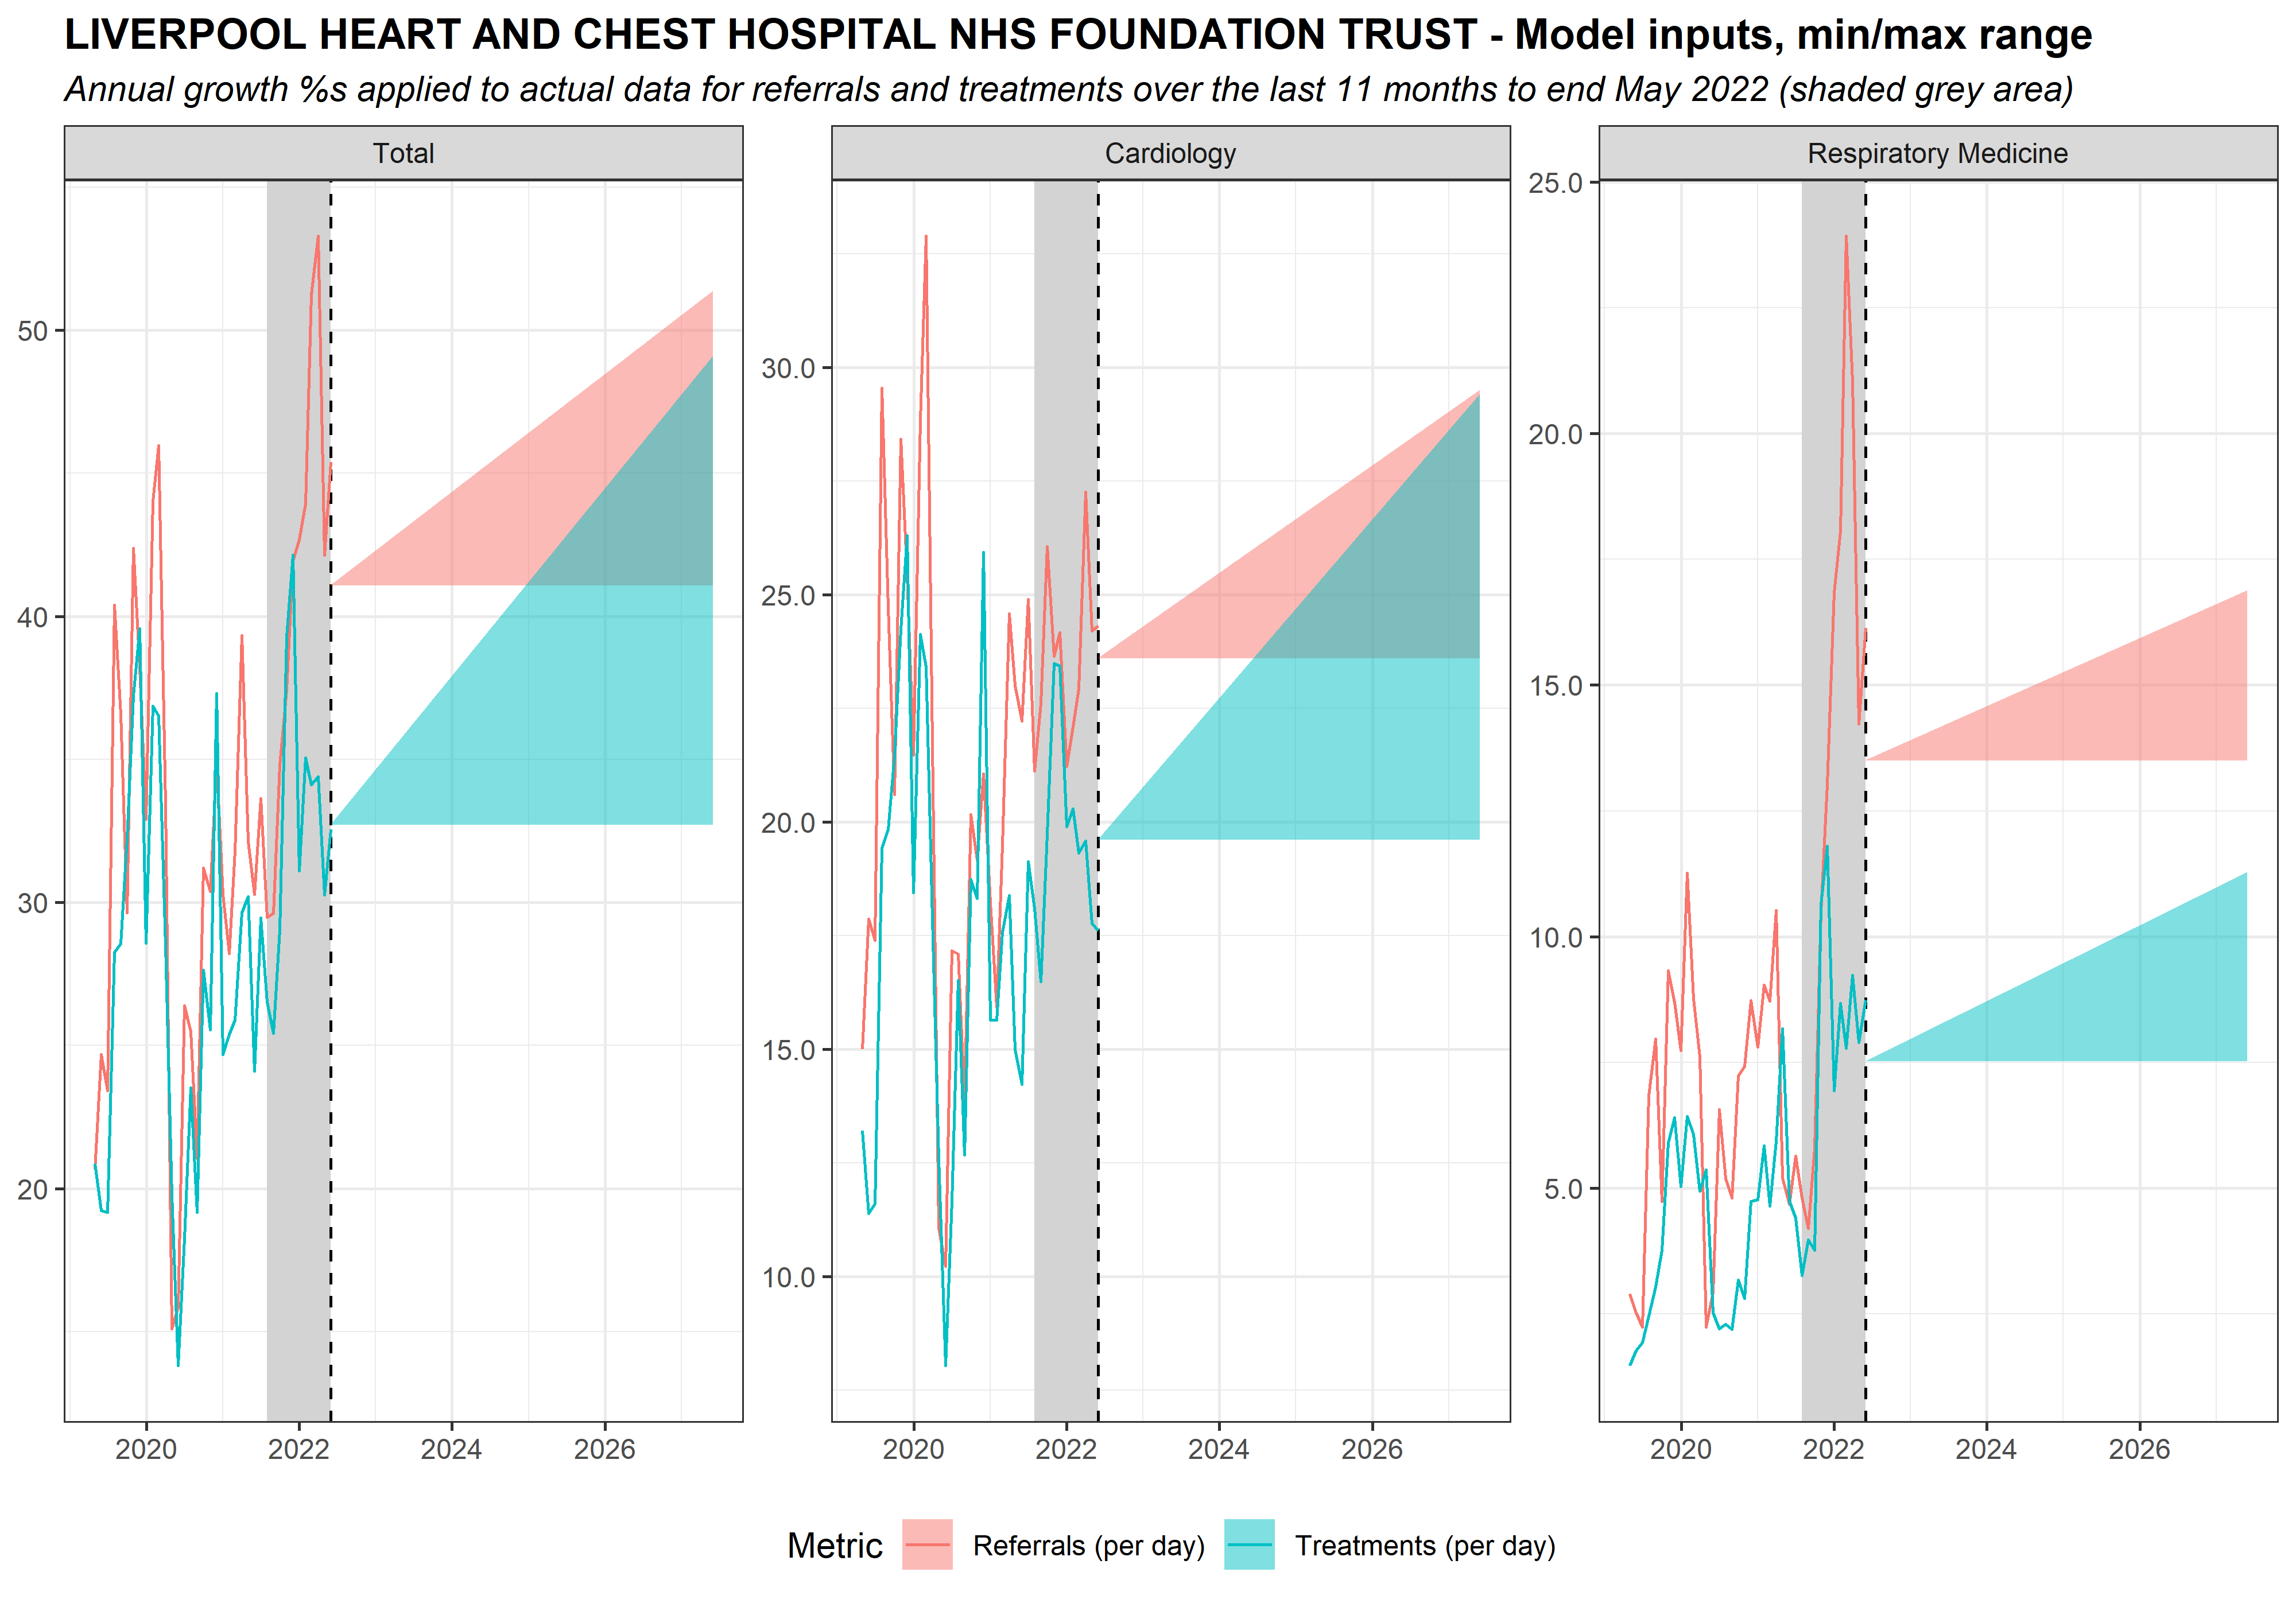 LIVERPOOL HEART AND CHEST HOSPITAL NHS FOUNDATION TRUST - Model inputs, min/max range
Annual growth %s applied to actual data for referrals and treatments over the last 11 months to end May 2022 (shaded grey area)
Total
50
40
30
20
2020 2022 2024 2026
Cardiology
30.0
25.0
20.0
15.0
10.0
2020 2022 2024 2026
Respiratory Medicine
25.0
20.0
15.0
10.0
5.0
2020 2022 2024 2026
Metric Referrals (per day) Treatments (per day)